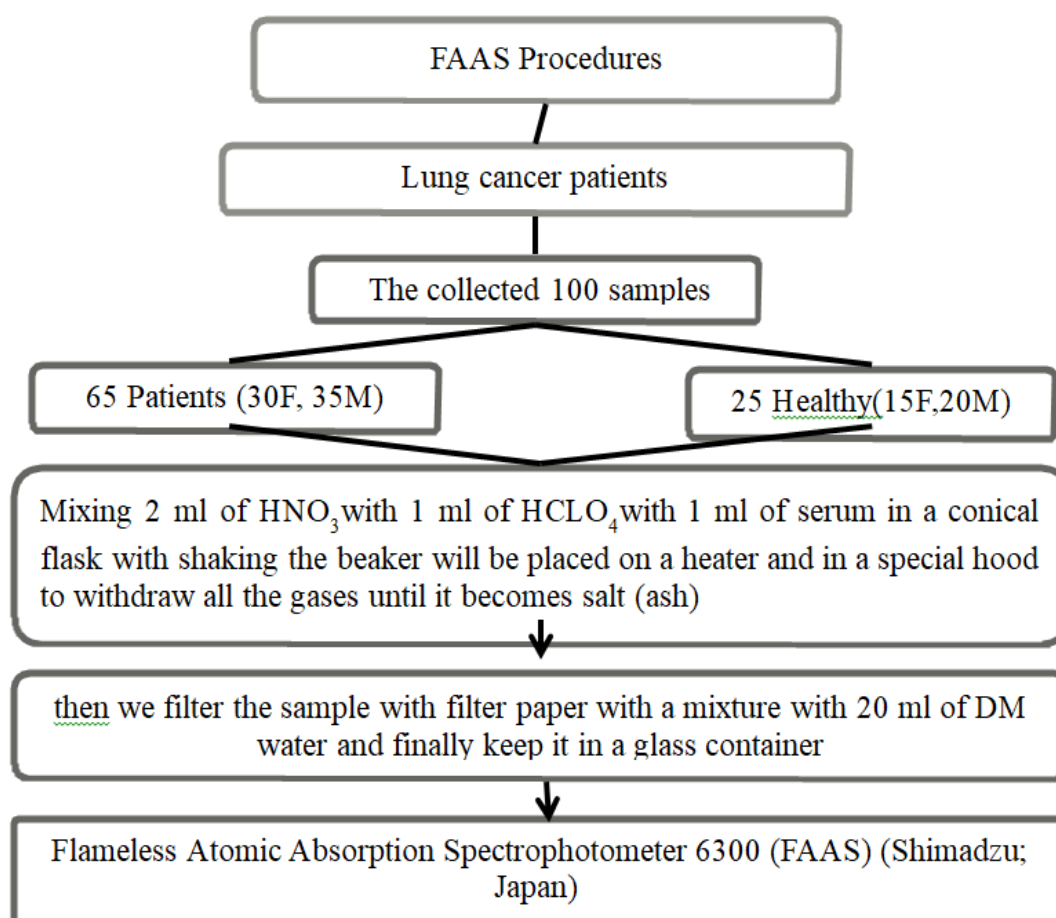 FAAS Procedures
Lung cancer patients
The collected 100 samples
65 Patients (30F, 35M)
25 Healthy(15F,20M)
Mixing 2 ml of HNO₃with 1 ml of HCLO₄with 1 ml of serum in a conical
flask with shaking the beaker will be placed on a heater and in a special hood
to withdraw all the gases until it becomes salt (ash)
then we filter the sample with filter paper with a mixture with 20 ml of DM
water and finally keep it in a glass container
Flameless Atomic Absorption Spectrophotometer 6300 (FAAS) (Shimadzu;
Japan)